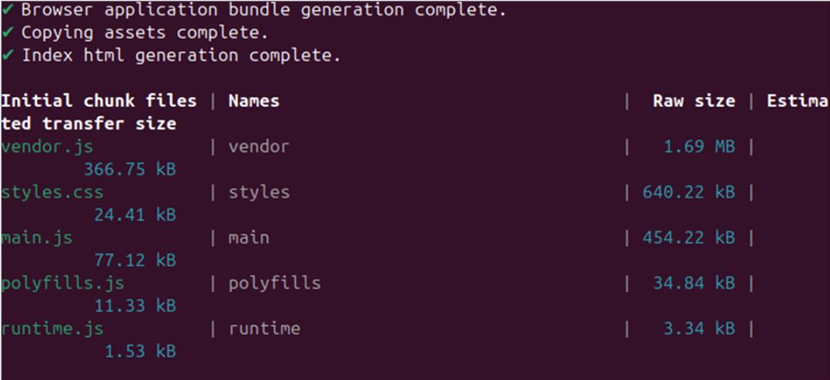 ✔ Browser application bundle generation complete.
✔ Copying assets complete.
✔ Index html generation complete.
Initial chunk files | Names | Raw size | Estima
ted transfer size
vendor.js | vendor | 1.69 MB |
366.75 kB
styles.css | styles | 640.22 kB |
24.41 kB
main.js | main | 454.22 kB |
77.12 kB
polyfills.js | polyfills | 34.84 kB |
11.33 kB
runtime.js | runtime | 3.34 kB |
1.53 kB